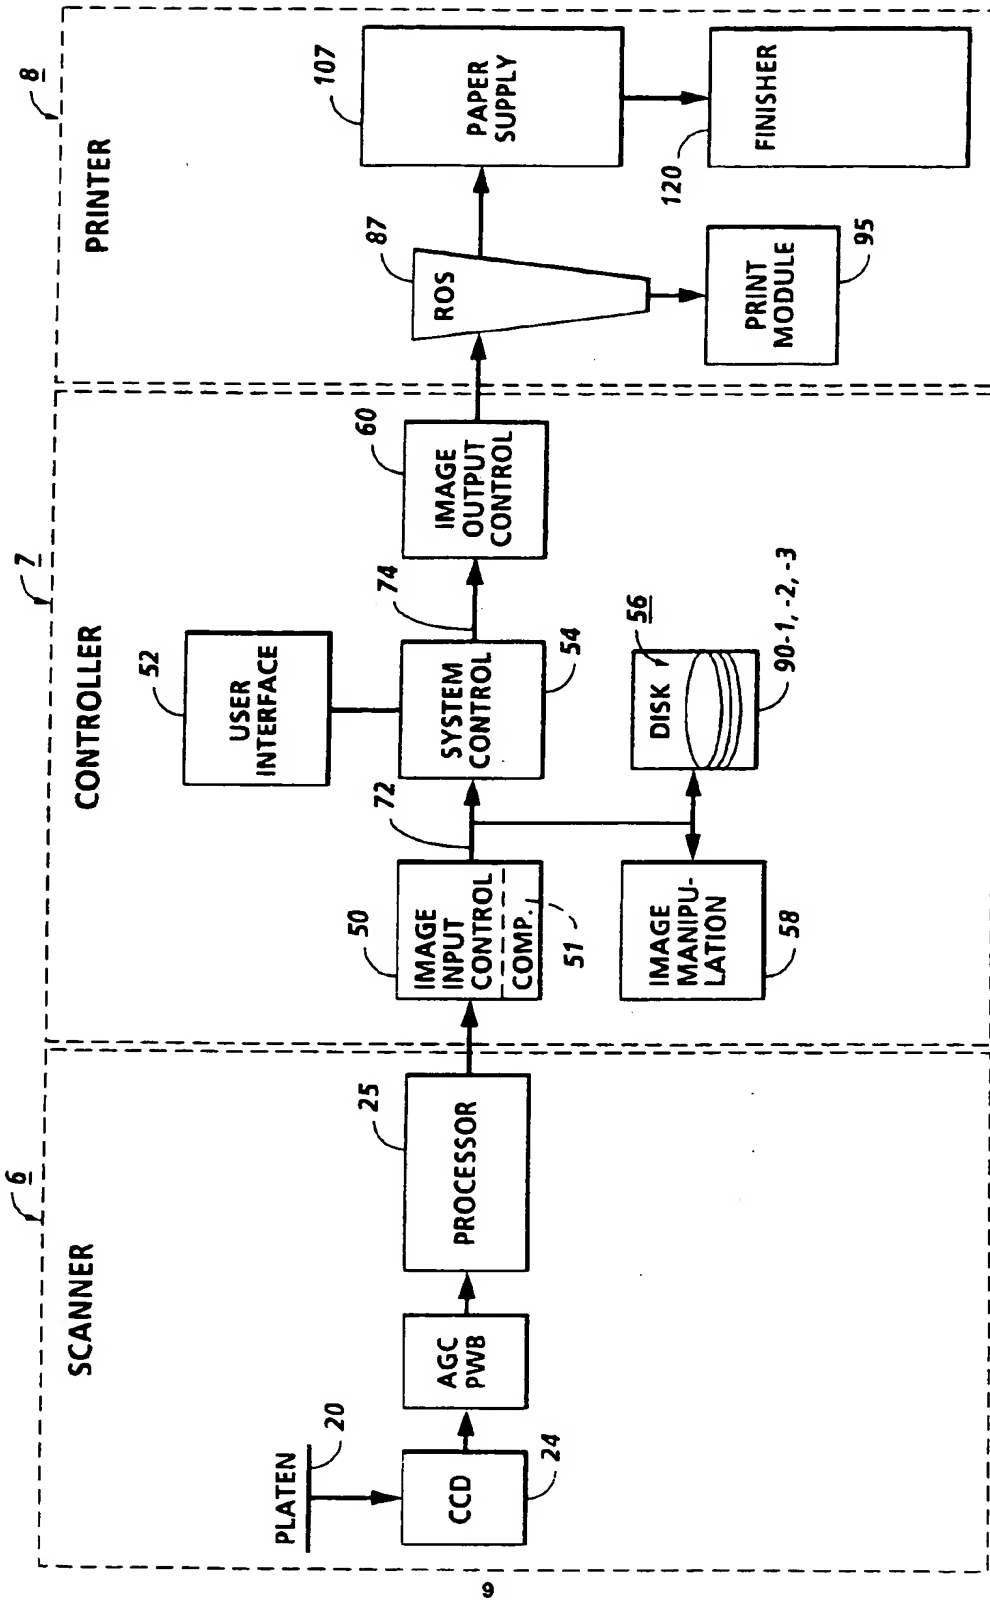 SCANNER
6
PLATEN
20
CCD
24
AGC
PWB
PROCESSOR
25
CONTROLLER
7
USER
INTERFACE
52
IMAGE
INPUT
CONTROL
COMP.
50
51
72
SYSTEM
CONTROL
54
74
IMAGE
OUTPUT
CONTROL
60
IMAGE
MANIPU-
LATION
58
DISK
56
90-1, -2, -3
PRINTER
8
ROS
87
PAPER
SUPPLY
107
PRINT
MODULE
95
FINISHER
120
9